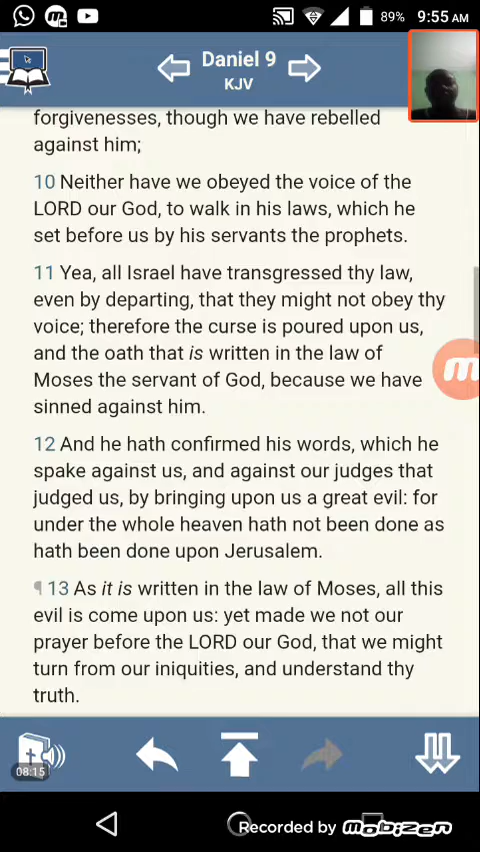 89% 9:55 AM
Daniel 9
KJV
forgivenesses, though we have rebelled
against him;
10 Neither have we obeyed the voice of the
LORD our God, to walk in his laws, which he
set before us by his servants the prophets.
11 Yea, all Israel have transgressed thy law,
even by departing, that they might not obey thy
voice; therefore the curse is poured upon us,
and the oath that is written in the law of
Moses the servant of God, because we have
sinned against him.
12 And he hath confirmed his words, which he
spake against us, and against our judges that
judged us, by bringing upon us a great evil: for
under the whole heaven hath not been done as
hath been done upon Jerusalem.
¶ 13 As it is written in the law of Moses, all this
evil is come upon us: yet made we not our
prayer before the LORD our God, that we might
turn from our iniquities, and understand thy
truth.
08:15
Recorded by mobizen